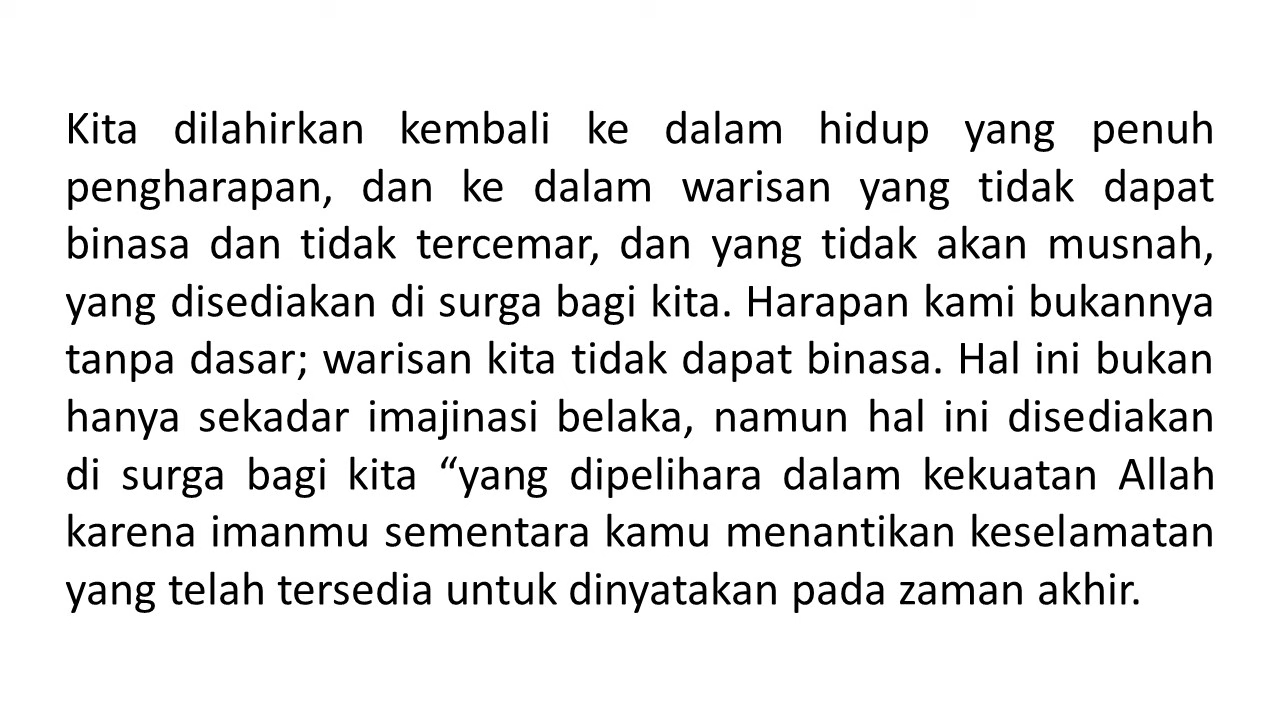 Kita dilahirkan kembali ke dalam hidup yang penuh
pengharapan, dan ke dalam warisan yang tidak dapat
binasa dan tidak tercemar, dan yang tidak akan musnah,
yang disediakan di surga bagi kita. Harapan kami bukannya
tanpa dasar; warisan kita tidak dapat binasa. Hal ini bukan
hanya sekadar imajinasi belaka, namun hal ini disediakan
di surga bagi kita “yang dipelihara dalam kekuatan Allah
karena imanmu sementara kamu menantikan keselamatan
yang telah tersedia untuk dinyatakan pada zaman akhir.